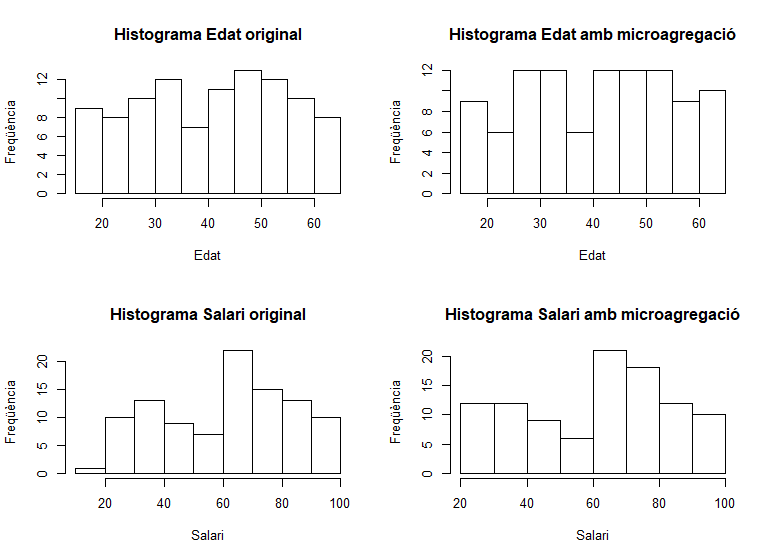 Histograma Edat original
Freqüència
0 2 4 6 8 12
20 30 40 50 60
Edat
Histograma Edat amb microagregació
Freqüència
0 2 4 6 8 10 12
20 30 40 50 60
Edat
Histograma Salari original
Freqüència
0 5 10 15 20
20 40 60 80 100
Salari
Histograma Salari amb microagregació
Freqüència
0 5 10 15 20
20 40 60 80 100
Salari